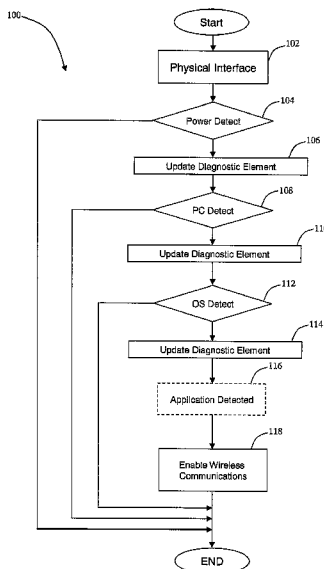 100
Start
102
Physical Interface
104
Power Detect
106
Update Diagnostic Element
108
PC Detect
Update Diagnostic Element
112
OS Detect
114
Update Diagnostic Element
116
Application Detected
118
Enable Wireless
Communications
END